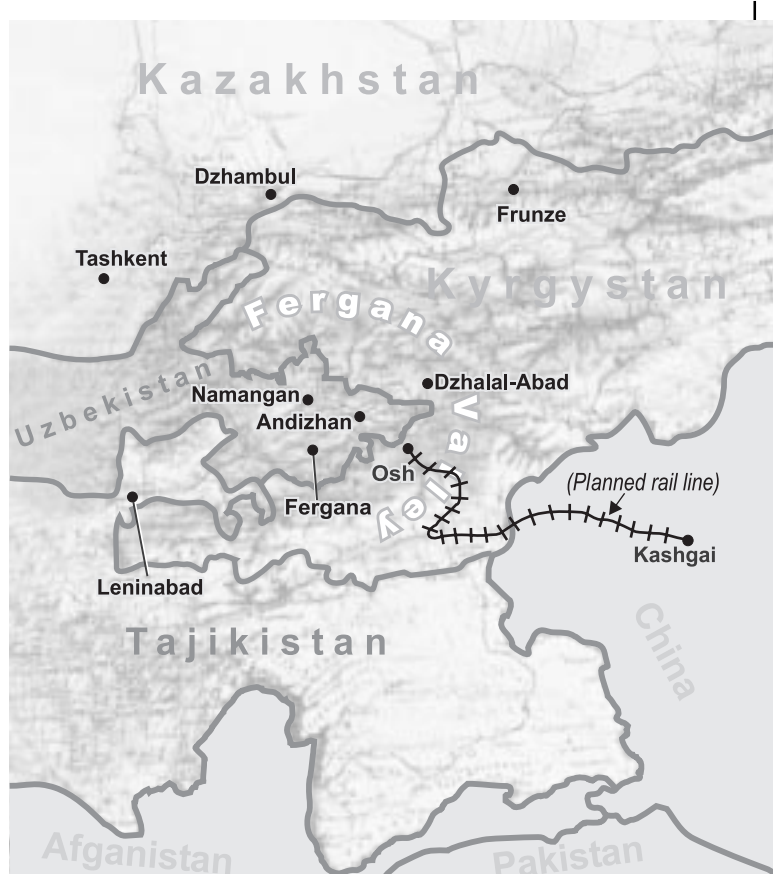 Kazakhstan
Dzhambul
Frunze
Tashkent
Kyrgystan
Fergana
Valley
Uzbekistan
Dzhalal-Abad
Namangan
Andizhan
Osh
(Planned rail line)
Fergana
Kashgai
Leninabad
Tajikistan
China
Afganistan
Pakistan